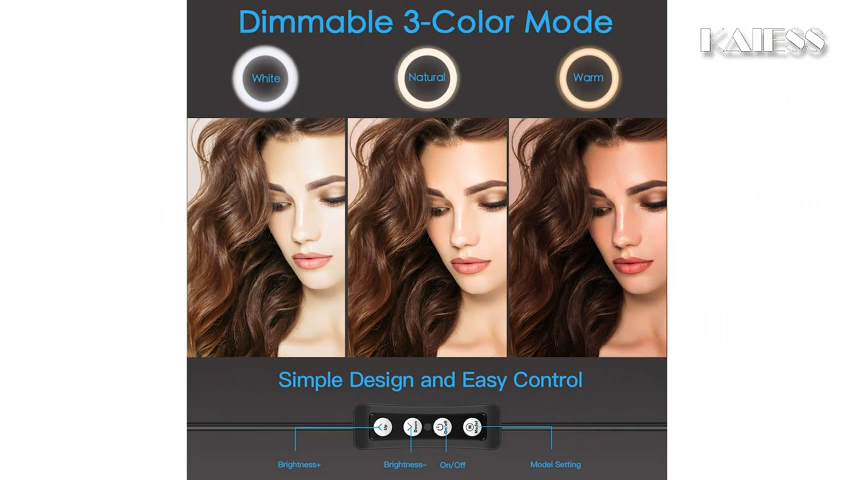 Dimmable 3-Color Mode
KAIESS
White
Natural
Warm
Simple Design and Easy Control
Brightness+
Brightness-
On/Off
Model Setting